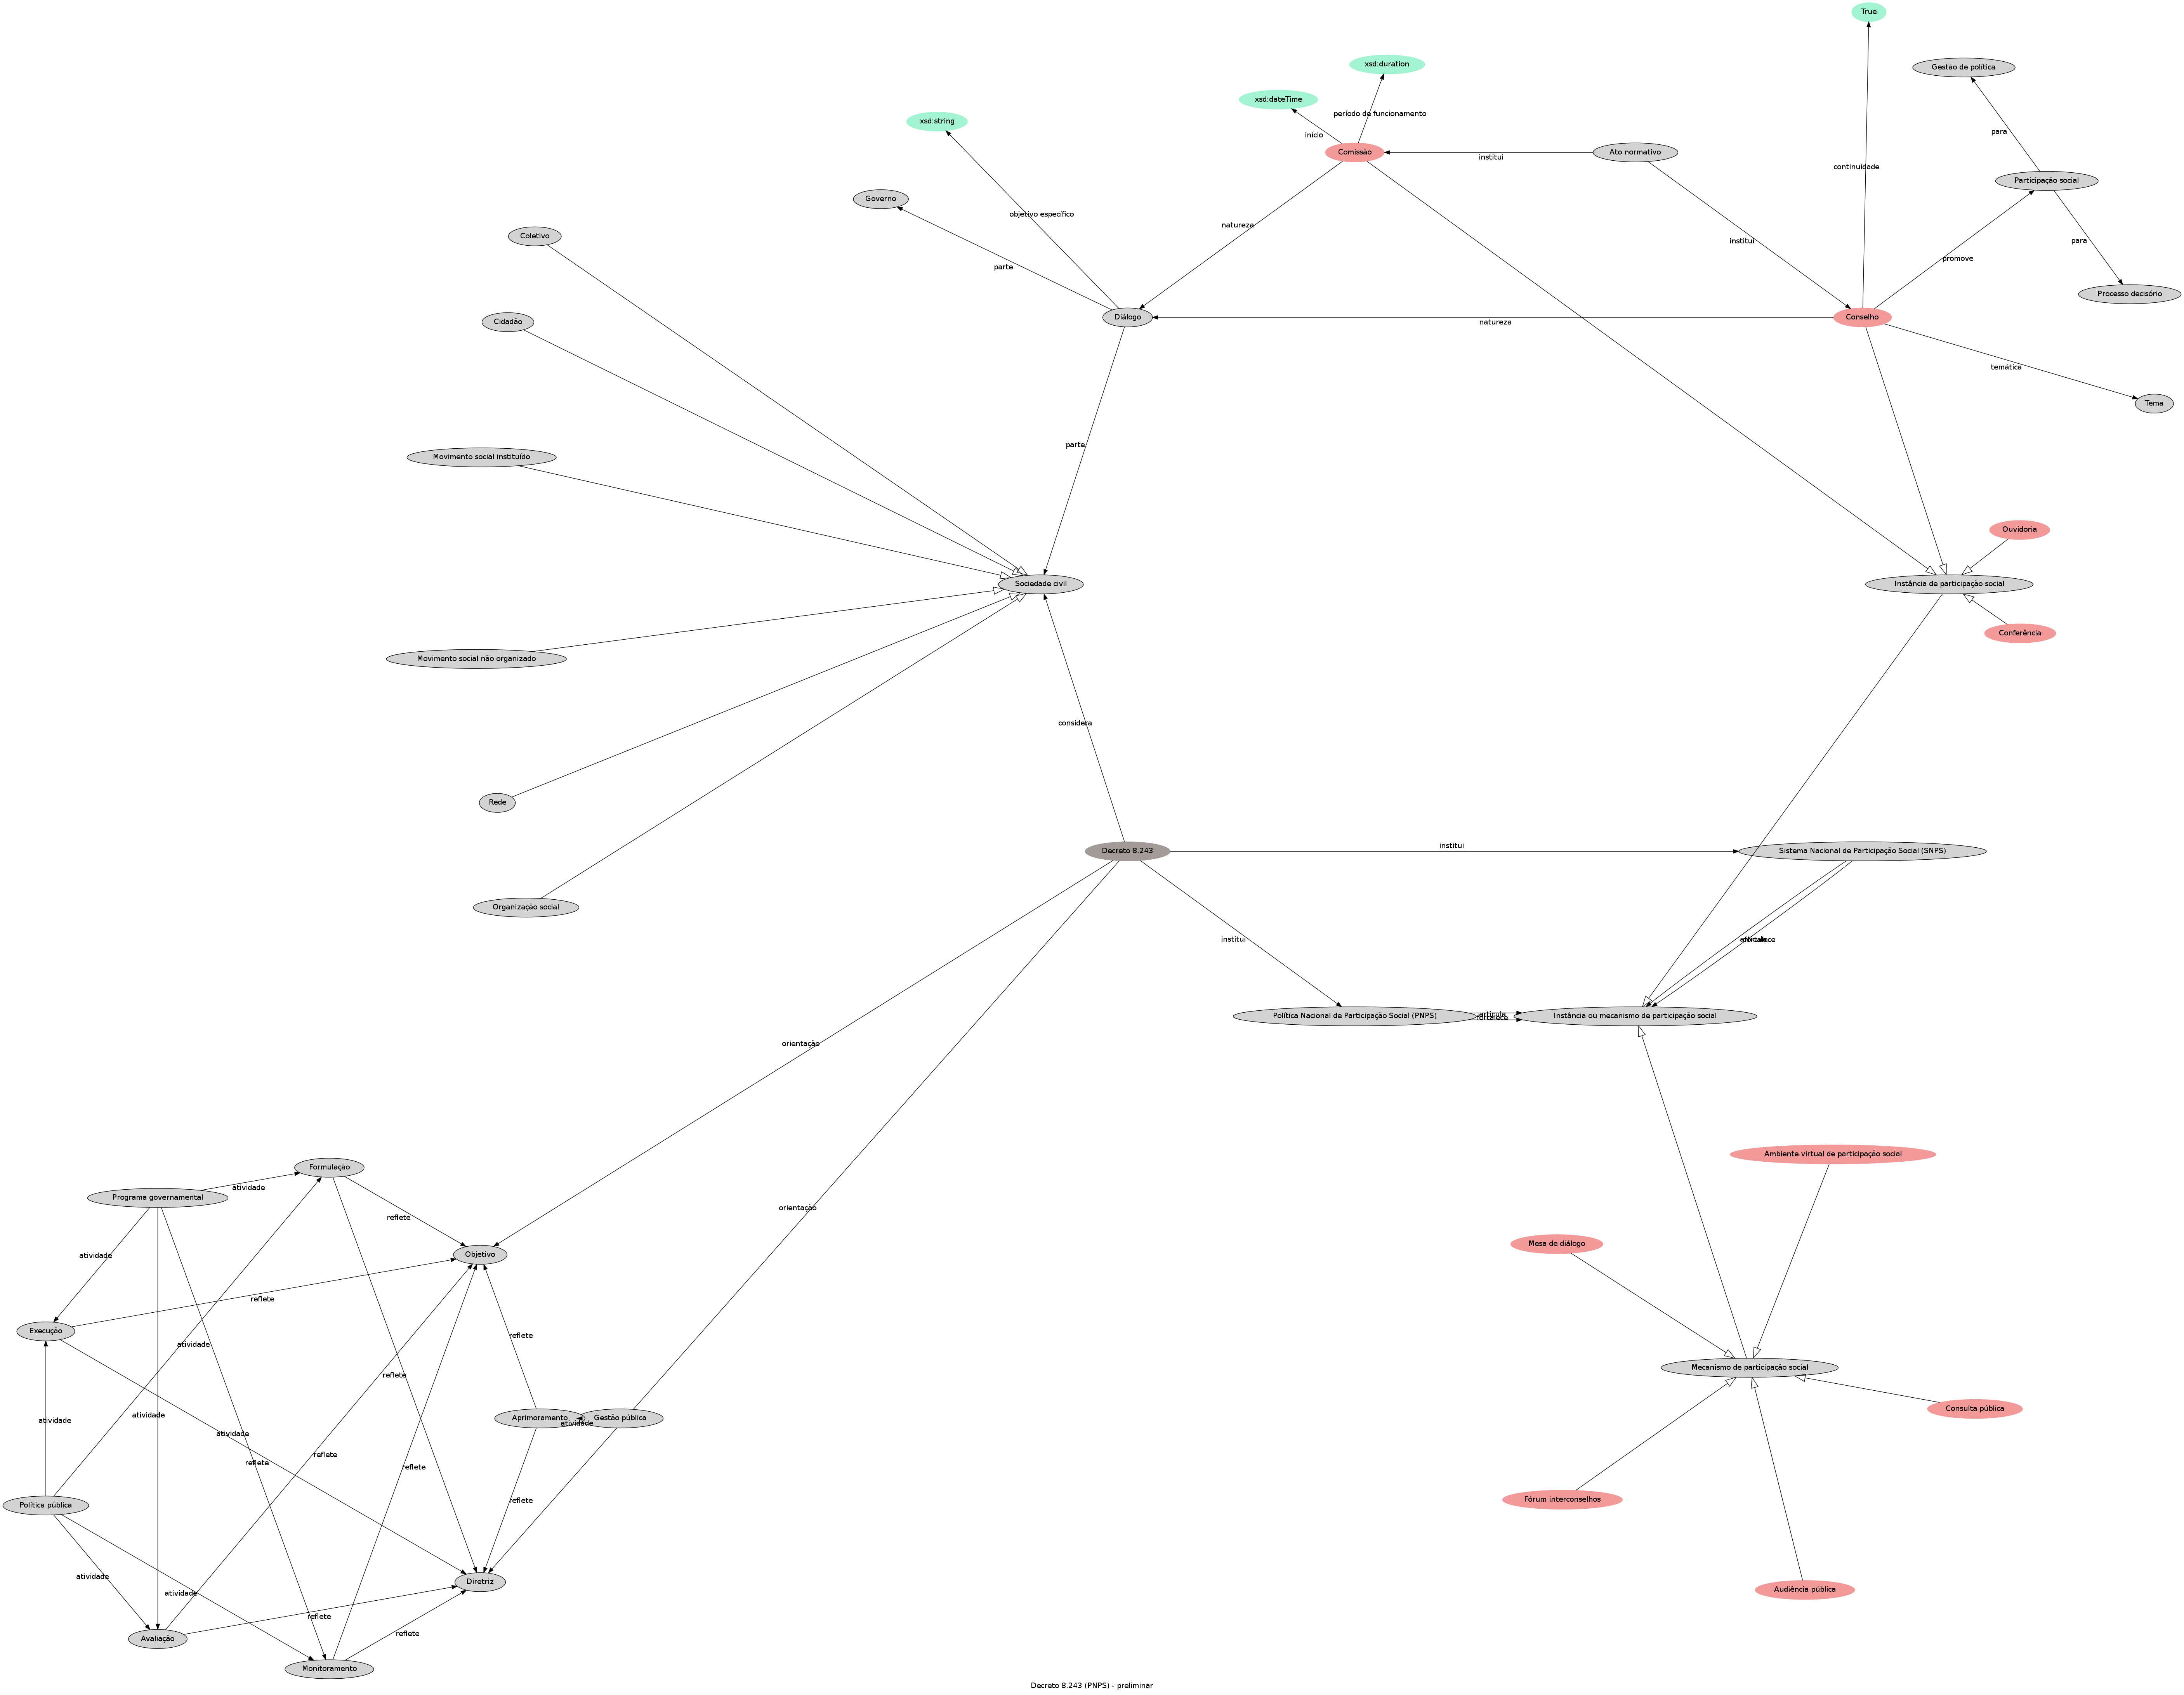 True
xsd:duration
Gestão de política
xsd:dateTime
período de funcionamento
xsd:string
início
para
Comissão
institui
Ato normativo
continuidade
Participação social
Governo
objetivo específico
natureza
Coletivo
institui
para
promove
parte
Processo decisório
Cidadão
Diálogo
natureza
Conselho
temática
Tema
parte
Movimento social instituído
Ouvidoria
Sociedade civil
Instância de participação social
Conferência
Movimento social não organizado
considera
Rede
institui
Decreto 8.243
Sistema Nacional de Participação Social (SNPS)
Organização social
institui
articula
fortalece
Política Nacional de Participação Social (PNPS)
articula
fortalece
Instância ou mecanismo de participação social
orientação
Ambiente virtual de participação social
Formulação
atividade
Programa governamental
orientação
reflete
Mesa de diálogo
atividade
Objetivo
reflete
Execução
reflete
atividade
Mecanismo de participação social
reflete
Consulta pública
atividade
atividade
Aprimoramento
atividade
Gestão pública
atividade
reflete
reflete
reflete
Fórum interconselhos
reflete
Política pública
atividade
Diretriz
Audiência pública
atividade
reflete
reflete
Avaliação
Monitoramento
Decreto 8.243 (PNPS) - preliminar